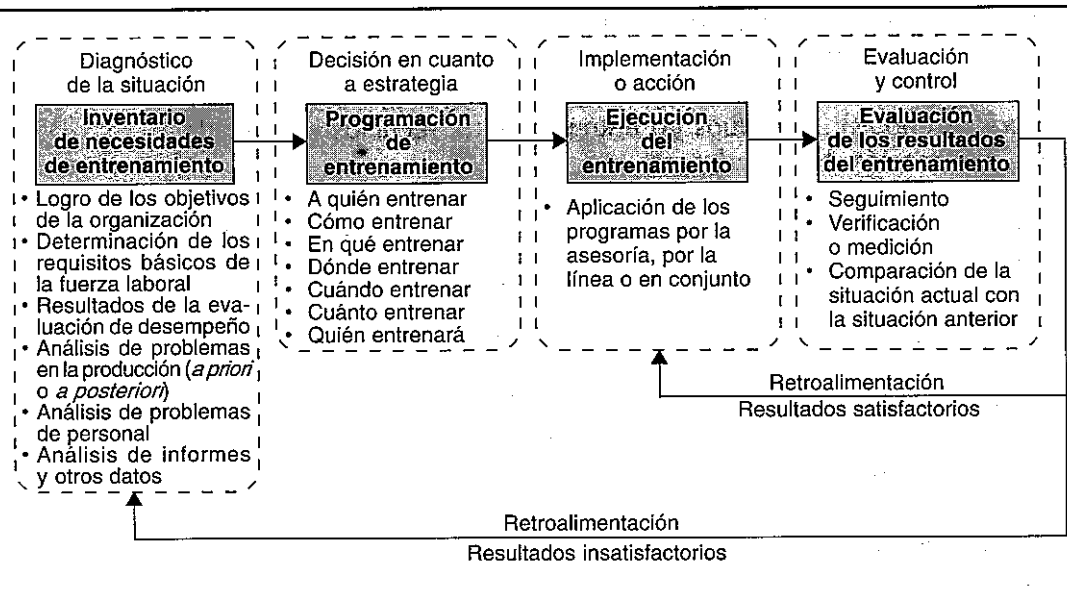 Diagnóstico
de la situación
Inventario
de necesidades
de entrenamiento
• Logro de los objetivos
de la organización
• Determinación de los
requisitos básicos de
la fuerza laboral
• Resultados de la eva-
luación de desempeño
• Análisis de problemas
en la producción (a priori
o a posteriori)
• Análisis de problemas
de personal
• Análisis de informes
y otros datos
Decisión en cuanto
a estrategia
Programación
de
entrenamiento
• A quién entrenar
• Cómo entrenar
• En qué entrenar
• Dónde entrenar
• Cuándo entrenar
• Cuánto entrenar
• Quién entrenará
Implementación
o acción
Ejecución
del
entrenamiento
• Aplicación de los
programas por la
asesoría, por la
línea o en conjunto
Evaluación
y control
Evaluación
de los resultados
del entrenamiento
• Seguimiento
• Verificación
o medición
• Comparación de la
situación actual con
la situación anterior
Retroalimentación
Resultados satisfactorios
Retroalimentación
Resultados insatisfactorios